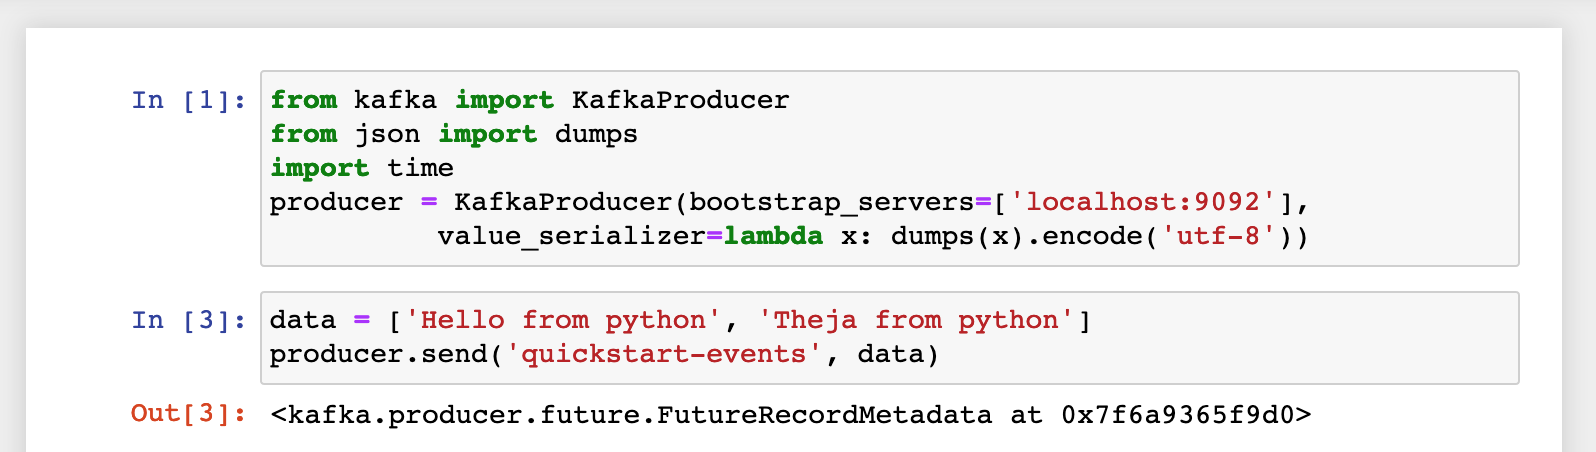 In [1]: from kafka import KafkaProducer
from json import dumps
import time
producer = KafkaProducer(bootstrap_servers=['localhost:9092'],
          value_serializer=lambda x: dumps(x).encode('utf-8'))
In [3]: data = ['Hello from python', 'Theja from python']
producer.send('quickstart-events', data)
Out[3]: <kafka.producer.future.FutureRecordMetadata at 0x7f6a9365f9d0>